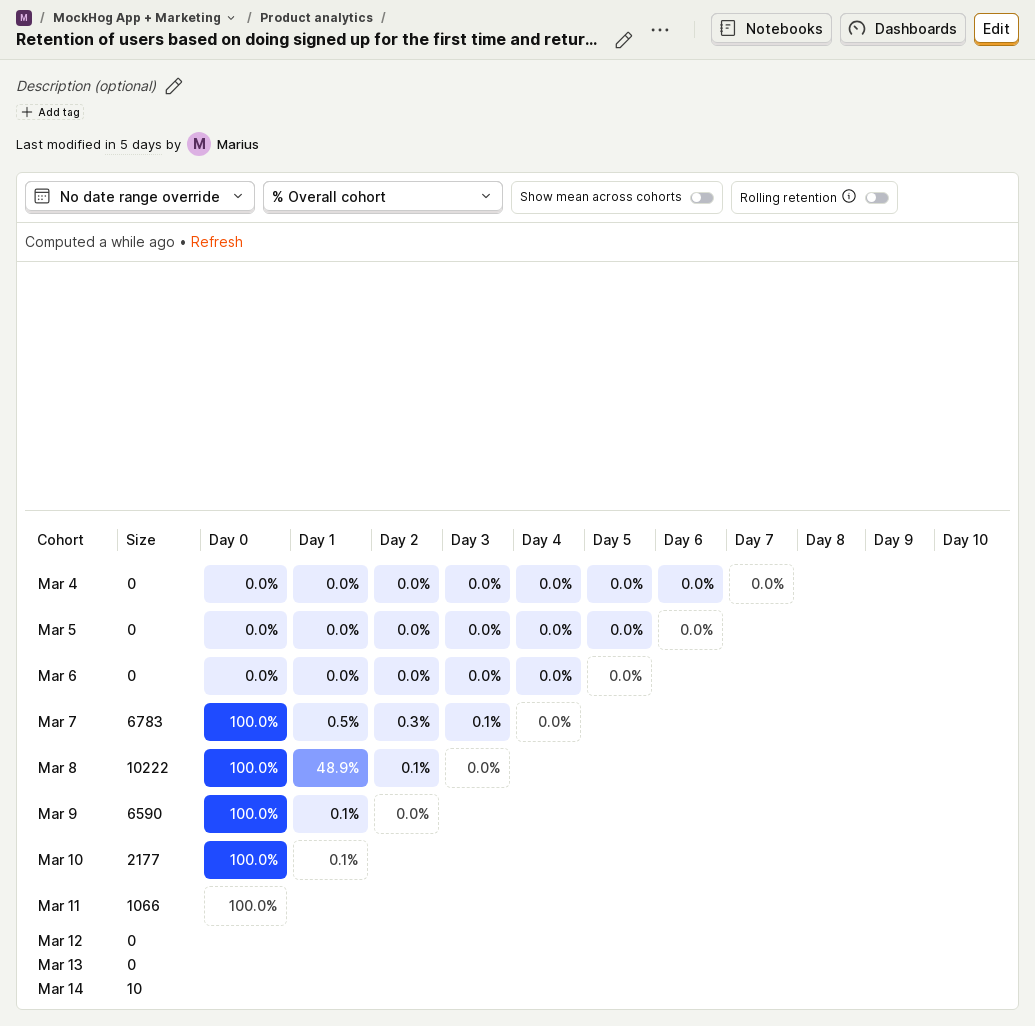 M / MockHog App + Marketing / Product analytics /
Retention of users based on doing signed up for the first time and retur...
Notebooks Dashboards Edit
Description (optional)
Add tag
Last modified in 5 days by M Marius
No date range override % Overall cohort Show mean across cohorts Rolling retention
Computed a while ago • Refresh
Cohort Size Day 0 Day 1 Day 2 Day 3 Day 4 Day 5 Day 6 Day 7 Day 8 Day 9 Day 10
Mar 4 0 0.0% 0.0% 0.0% 0.0% 0.0% 0.0% 0.0% 0.0%
Mar 5 0 0.0% 0.0% 0.0% 0.0% 0.0% 0.0% 0.0%
Mar 6 0 0.0% 0.0% 0.0% 0.0% 0.0% 0.0%
Mar 7 6783 100.0% 0.5% 0.3% 0.1% 0.0%
Mar 8 10222 100.0% 48.9% 0.1% 0.0%
Mar 9 6590 100.0% 0.1% 0.0%
Mar 10 2177 100.0% 0.1%
Mar 11 1066 100.0%
Mar 12 0
Mar 13 0
Mar 14 10